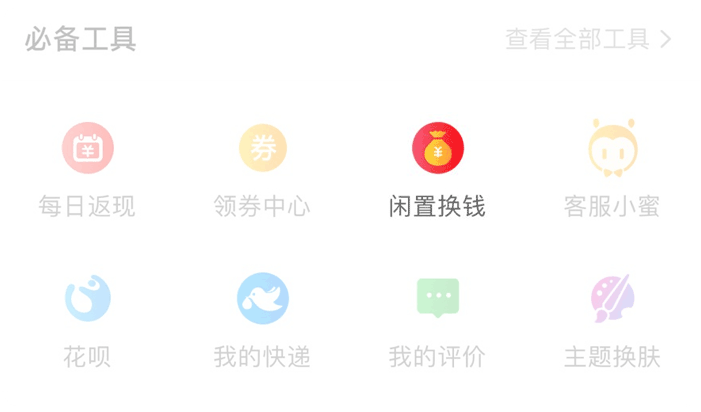 必备工具
查看全部工具 >
每日返现
券
领券中心
闲置换钱
客服小蜜
花呗
我的快递
我的评价
主题换肤